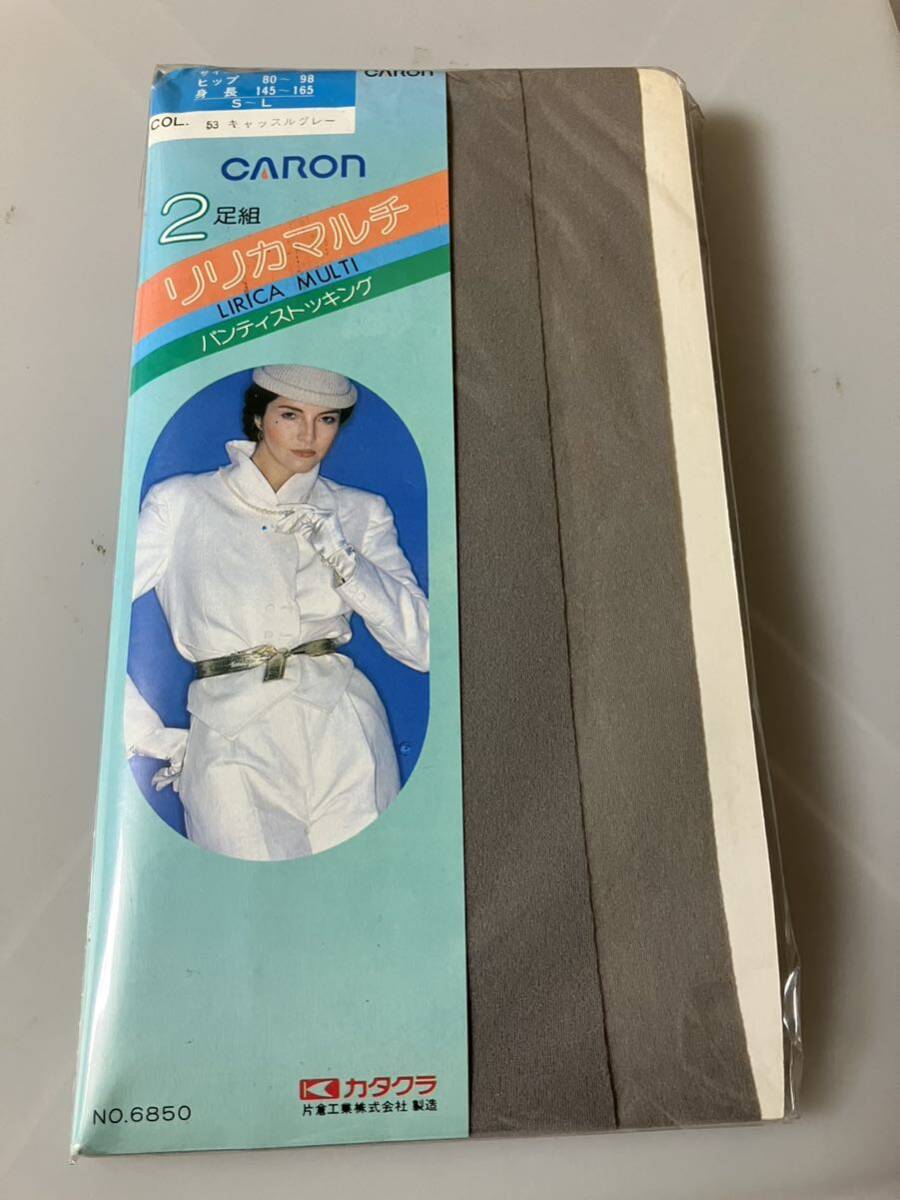 ヒップ 80～98
身長 145～165
S～L
COL. 53 キャッスルグレー
CARON
CARON
2足組
リリカマルチ
LIRICA MULTI
パンティストッキング
カタクラ
片倉工業株式会社 製造
NO.6850